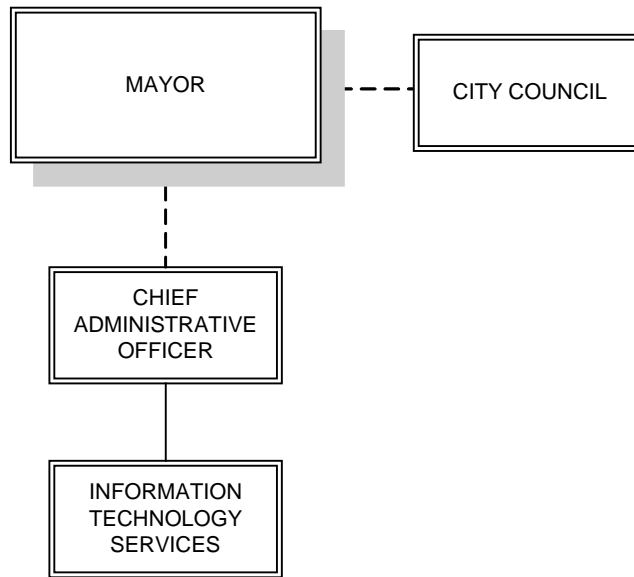 MAYOR
CITY COUNCIL
CHIEF
ADMINISTRATIVE
OFFICER
INFORMATION
TECHNOLOGY
SERVICES